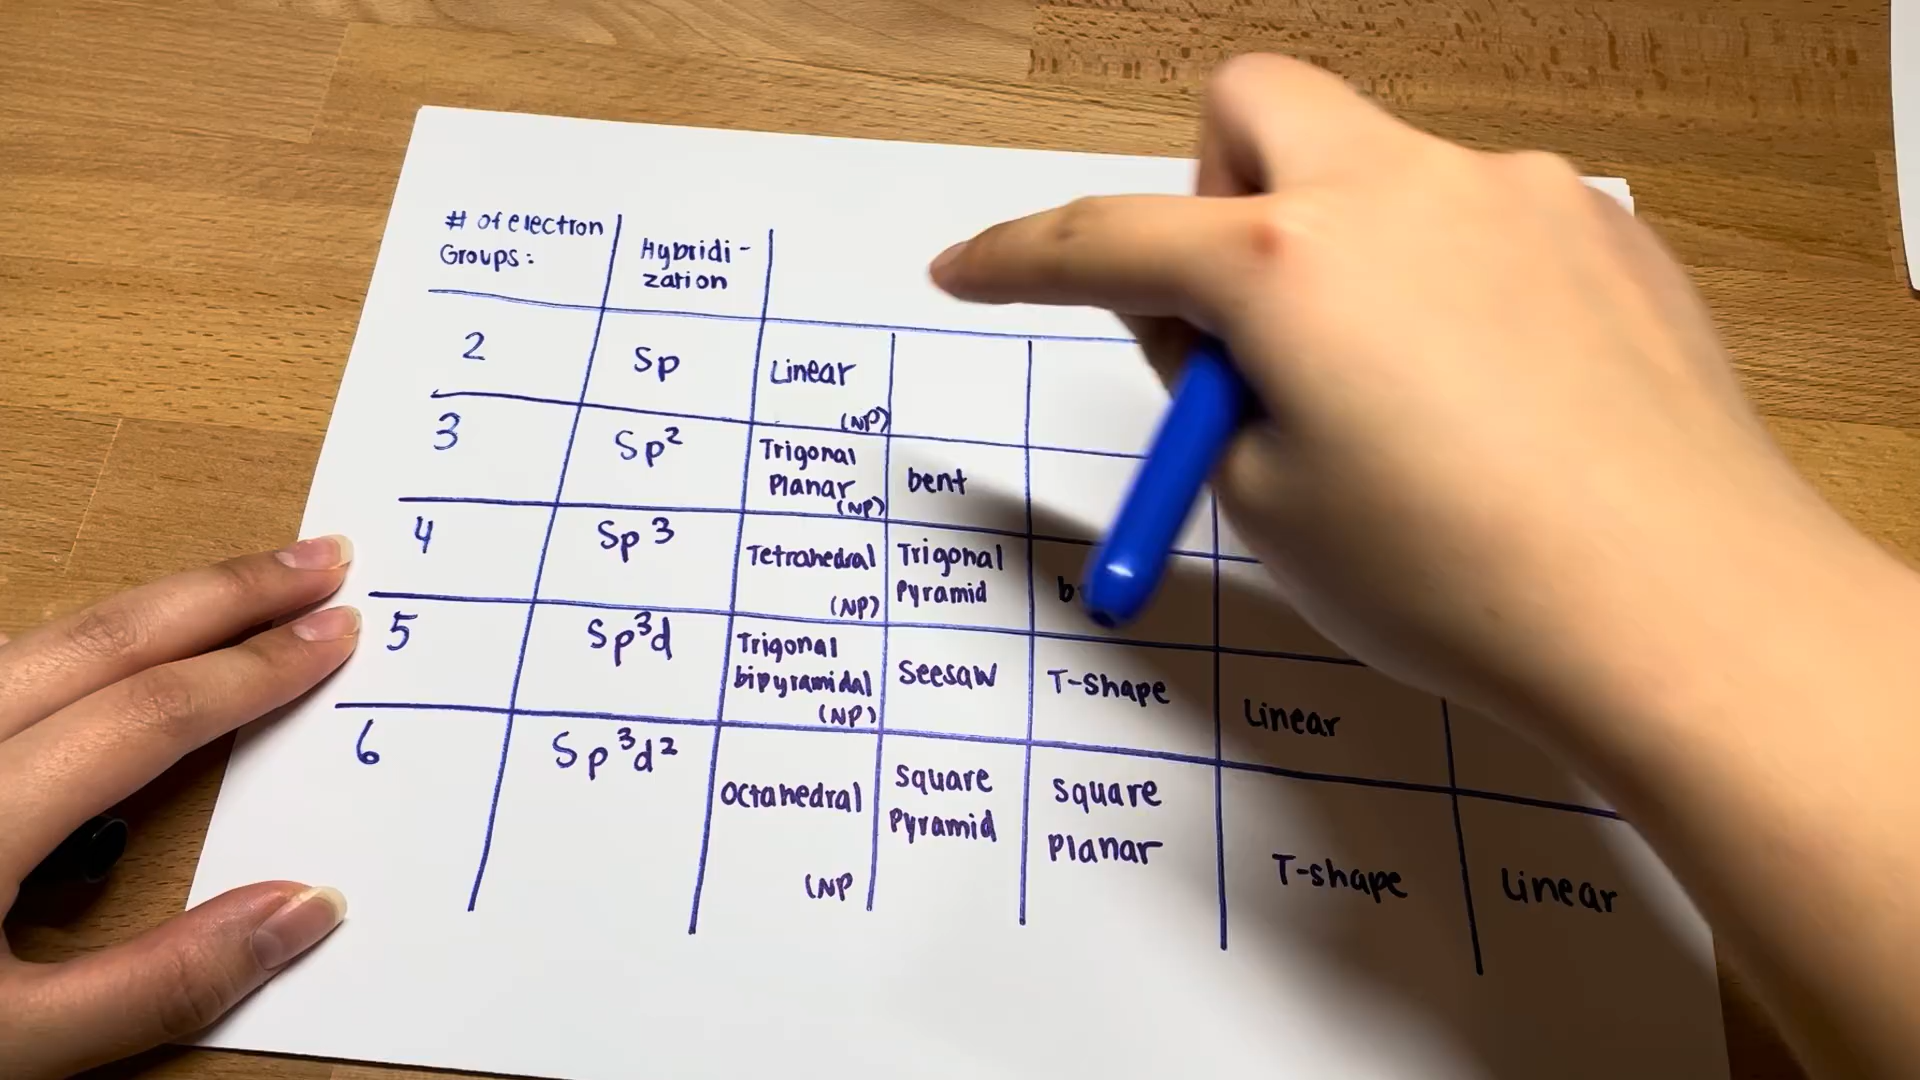 # of electron
Groups:
Hybridi-
zation
2
Sp
Linear
(NP)
3
Sp²
Trigonal
Planar
(NP)
bent
4
Sp³
Tetrahedral
(NP)
Trigonal
Pyramid
5
Sp³d
Trigonal
bipyramidal
(NP)
Seesaw
T-Shape
Linear
6
Sp³d²
Octahedral
(NP
square
Pyramid
square
Planar
T-shape
Linear